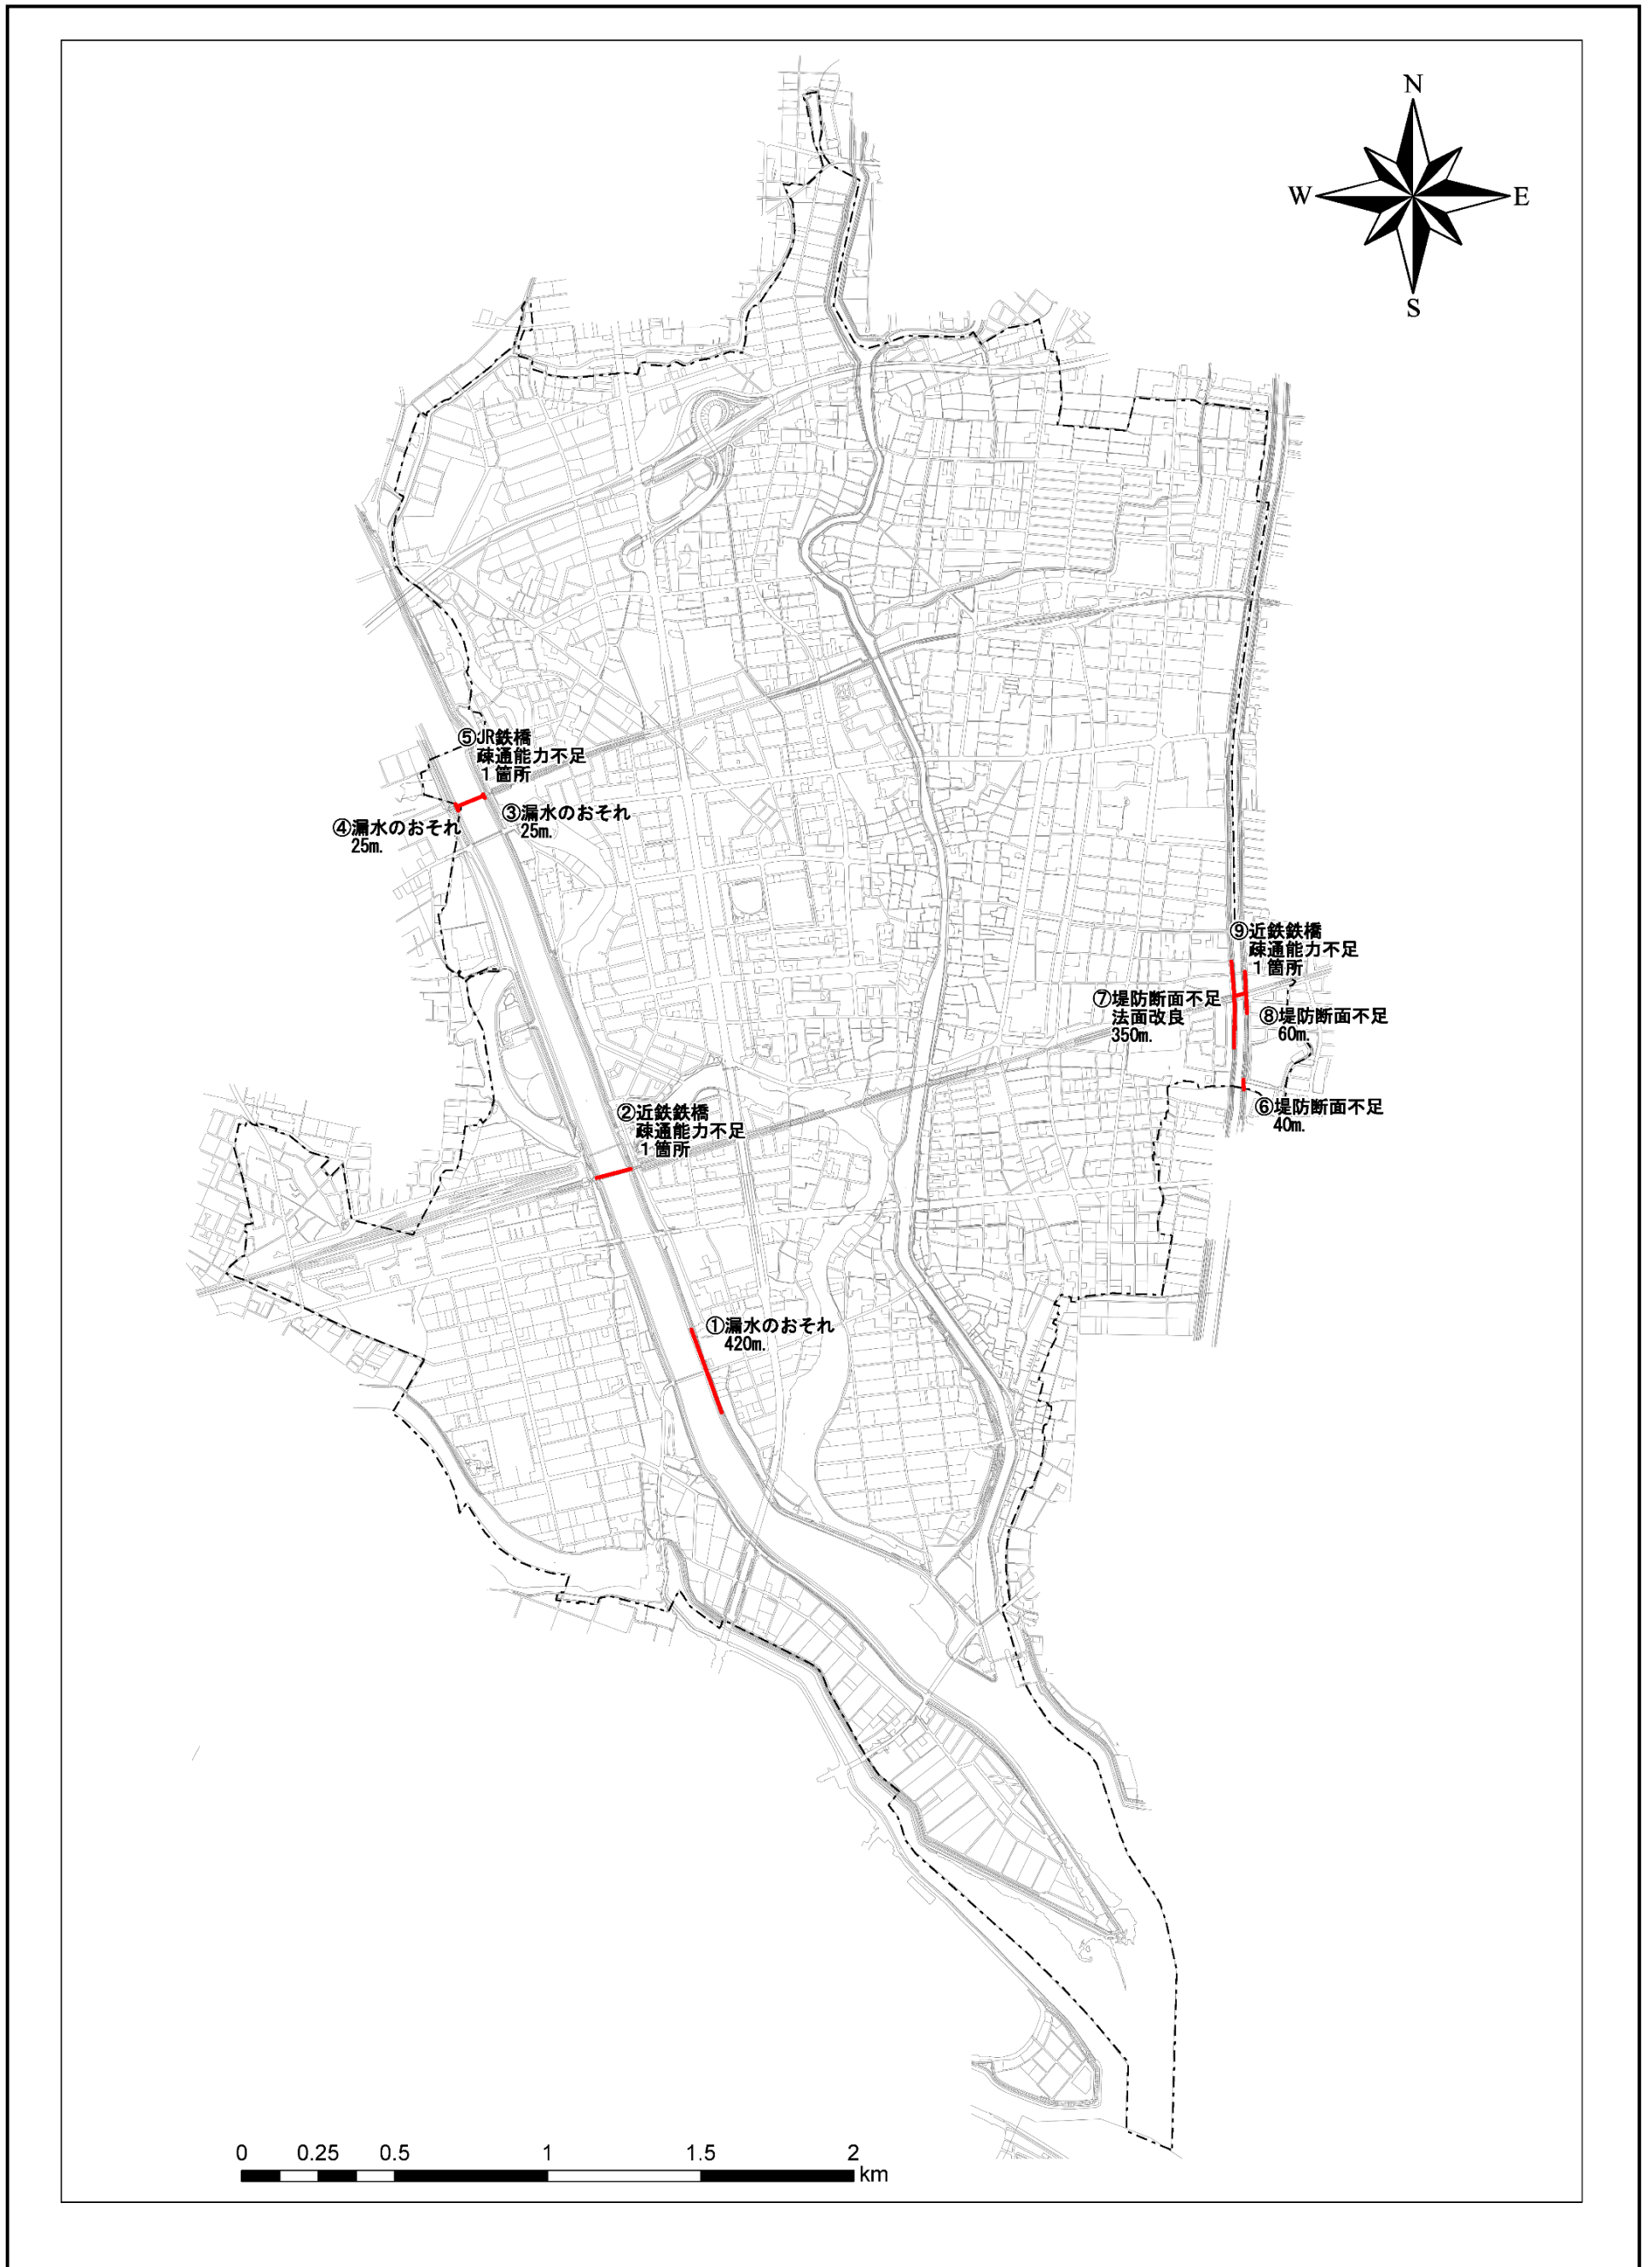 N
W
E
S
⑤JR鉄橋
疎通能力不足
1箇所
③漏水のおそれ
25m.
④漏水のおそれ
25m.
⑨近鉄鉄橋
疎通能力不足
1箇所
⑦堤防断面不足
法面改良
350m.
⑧堤防断面不足
60m.
⑥堤防断面不足
40m.
②近鉄鉄橋
疎通能力不足
1箇所
①漏水のおそれ
420m.
0 0.25 0.5 1 1.5 2
km